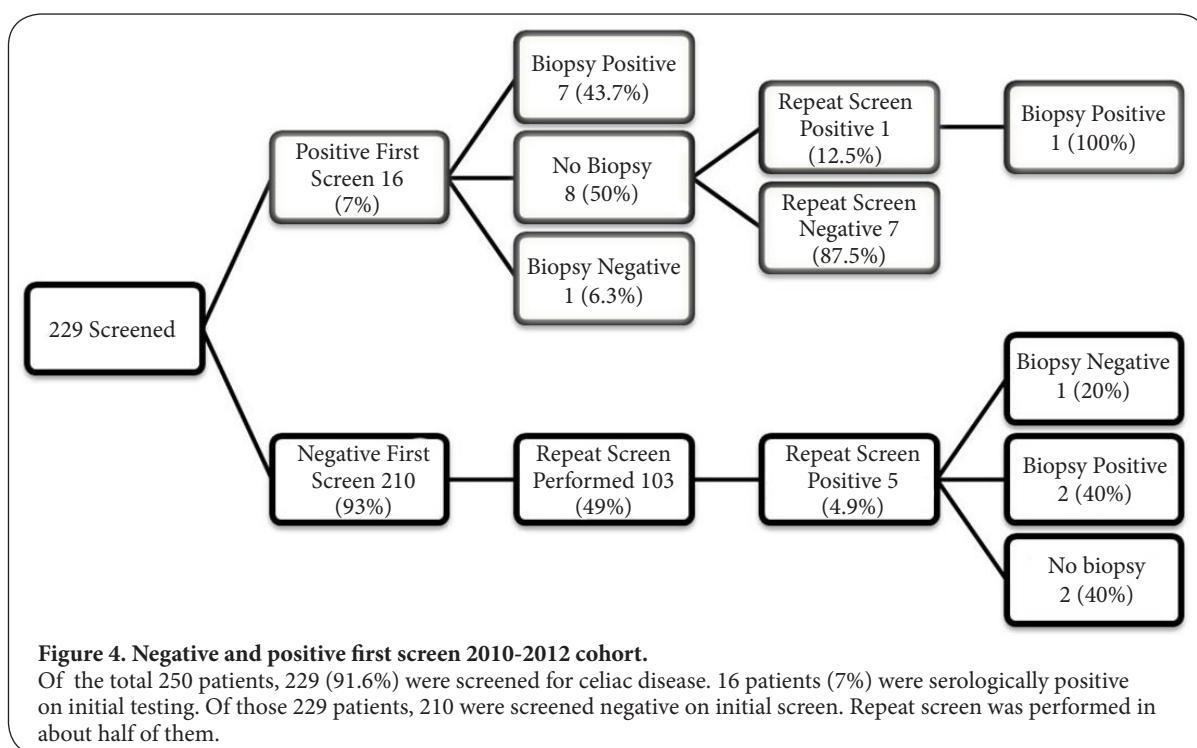 229 Screened
Positive First
Screen 16
(7%)
Biopsy Positive
7 (43.7%)
No Biopsy
8 (50%)
Biopsy Negative
1 (6.3%)
Repeat Screen
Positive 1
(12.5%)
Repeat Screen
Negative 7
(87.5%)
Biopsy Positive
1 (100%)
Negative First
Screen 210
(93%)
Repeat Screen
Performed 103
(49%)
Repeat Screen
Positive 5
(4.9%)
Biopsy Negative
1 (20%)
Biopsy Positive
2 (40%)
No biopsy
2 (40%)
Figure 4. Negative and positive first screen 2010-2012 cohort.
Of the total 250 patients, 229 (91.6%) were screened for celiac disease. 16 patients (7%) were serologically positive
on initial testing. Of those 229 patients, 210 were screened negative on initial screen. Repeat screen was performed in
about half of them.